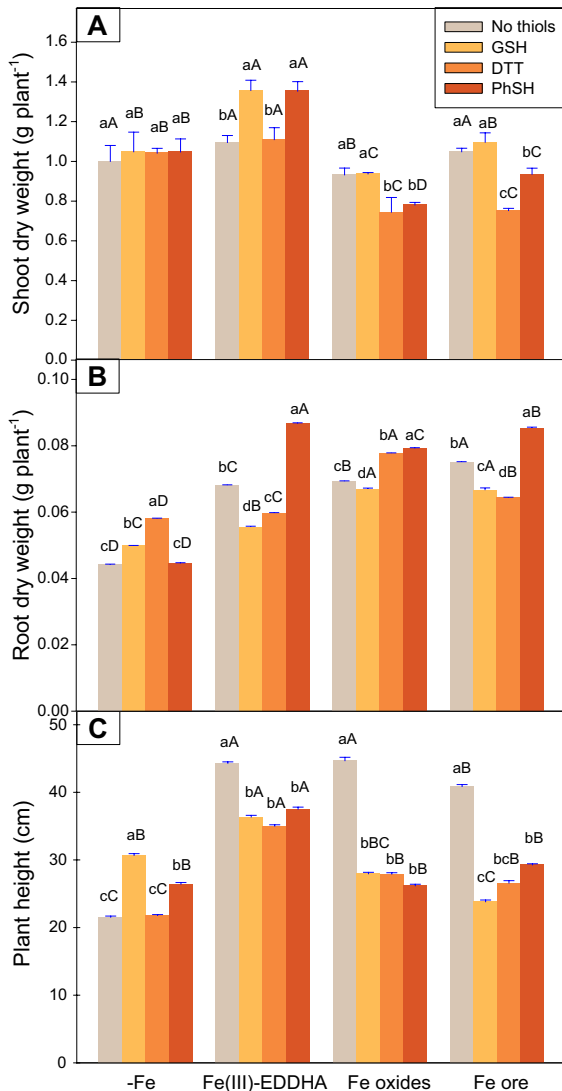 A
No thiols
GSH
DTT
PhSH
Shoot dry weight (g plant⁻¹)
1.6
1.4
1.2
1.0
0.8
0.6
0.4
0.2
0.0
aA aB aB aB
bA aA bA aA
aB aC bC bD
aA aB cC bC
B
Root dry weight (g plant⁻¹)
0.10
0.08
0.06
0.04
0.02
0.00
cD bC aD cD
bC dB cC aA
cB dA bA aC
bA cA dB aB
C
Plant height (cm)
50
40
30
20
10
0
cC aB cC bB
aA bA bA bA
aA bBC bB bB
aB cC bcB bB
-Fe Fe(III)-EDDHA Fe oxides Fe ore